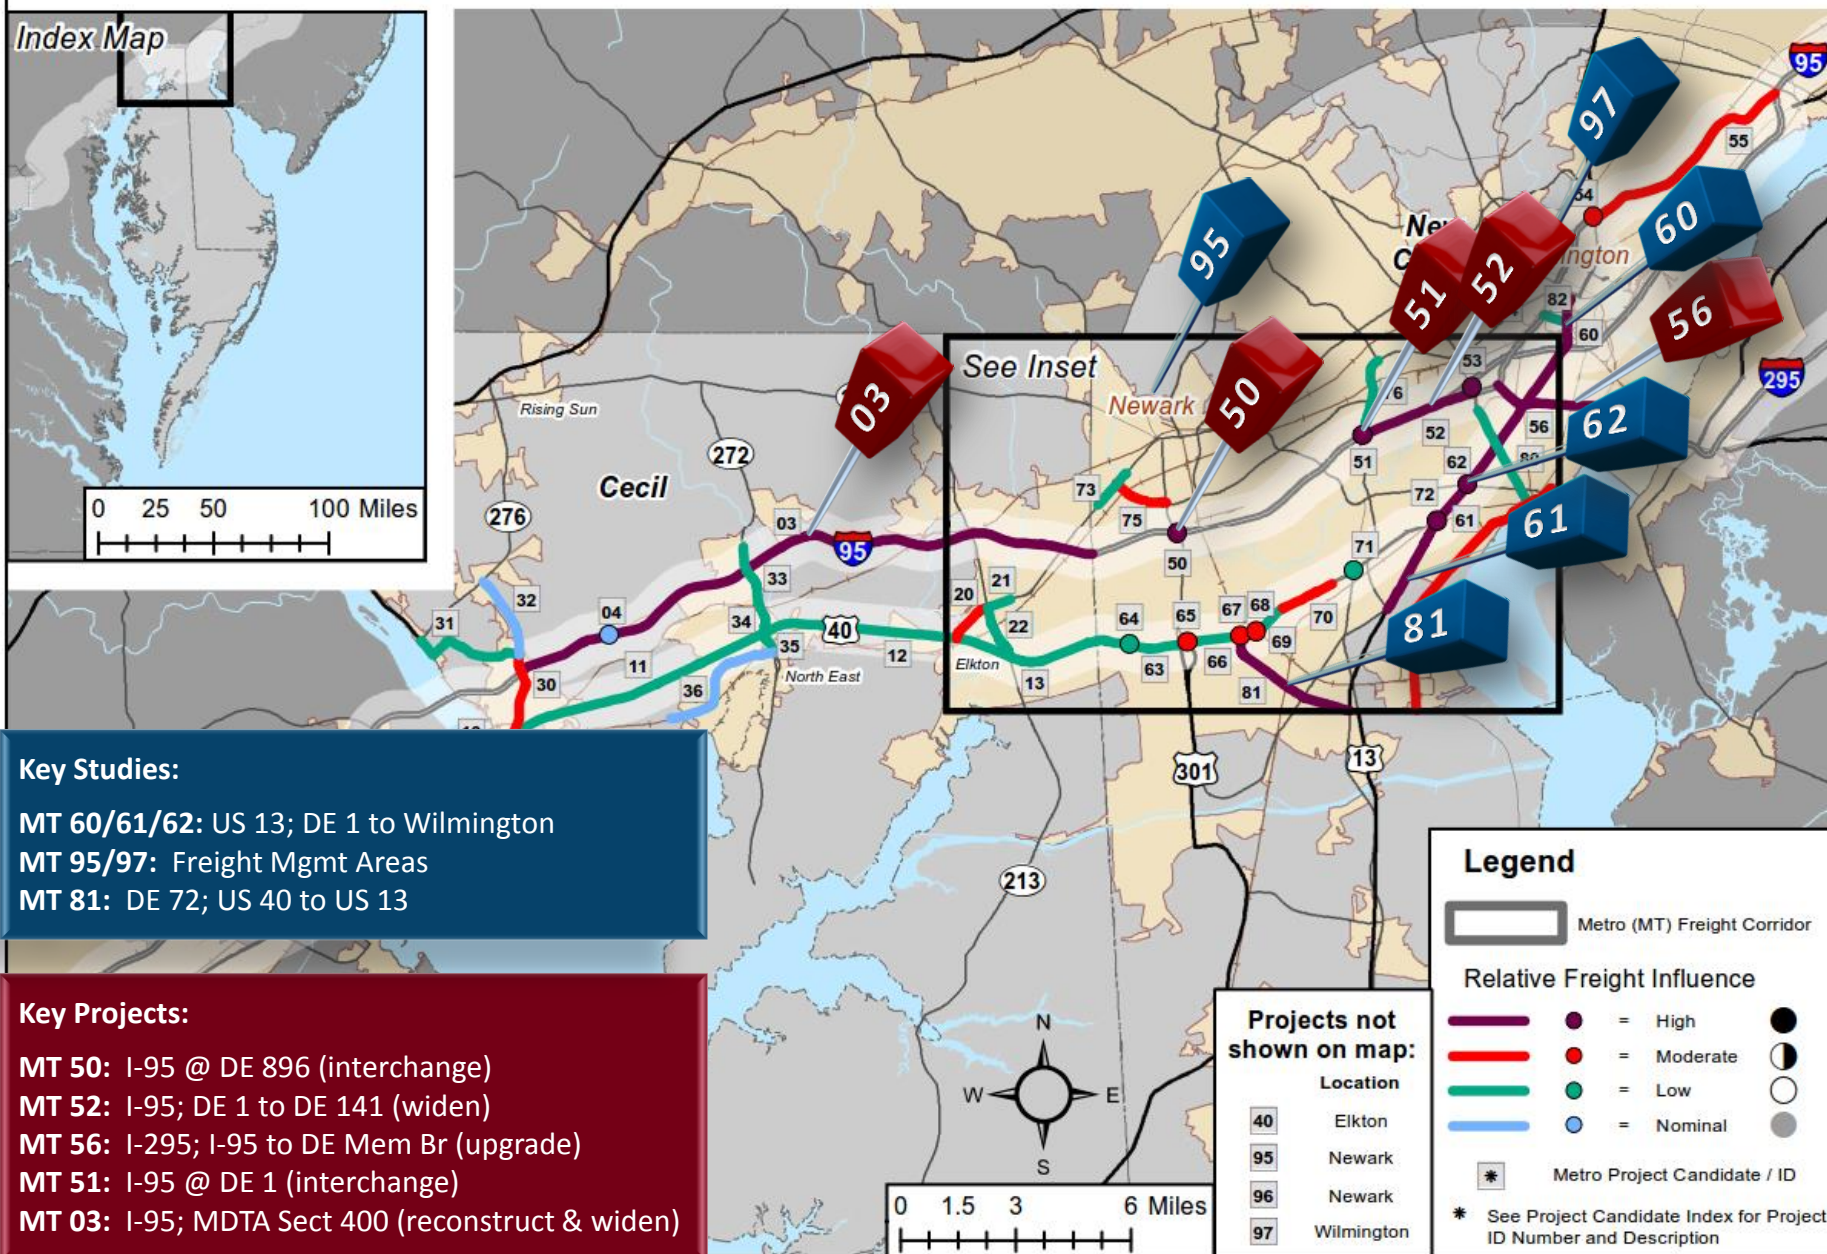 Index Map
0 25 50 100 Miles
95
97
55
54
95
60
New
C
ington
51
52
56
82
60
295
See Inset
53
Rising Sun
Newark
03
50
76
62
272
52
56
51
62
Cecil
73
72
80
276
75
61
61
03
95
50
71
33
20
21
32
04
67
68
31
34
64
65
70
81
22
40
35
69
11
12
Elkton
63
66
30
36
North East
13
81
301
13
Key Studies:
MT 60/61/62: US 13; DE 1 to Wilmington
MT 95/97: Freight Mgmt Areas
MT 81: DE 72; US 40 to US 13
213
Key Projects:
MT 50: I-95 @ DE 896 (interchange)
MT 52: I-95; DE 1 to DE 141 (widen)
MT 56: I-295; I-95 to DE Mem Br (upgrade)
MT 51: I-95 @ DE 1 (interchange)
MT 03: I-95; MDTA Sect 400 (reconstruct & widen)
N
W E
S
0 1.5 3 6 Miles
Projects not
shown on map:
Location
40 Elkton
95 Newark
96 Newark
97 Wilmington
Legend
Metro (MT) Freight Corridor
Relative Freight Influence
= High
= Moderate
= Low
= Nominal
* Metro Project Candidate / ID
* See Project Candidate Index for Project
ID Number and Description